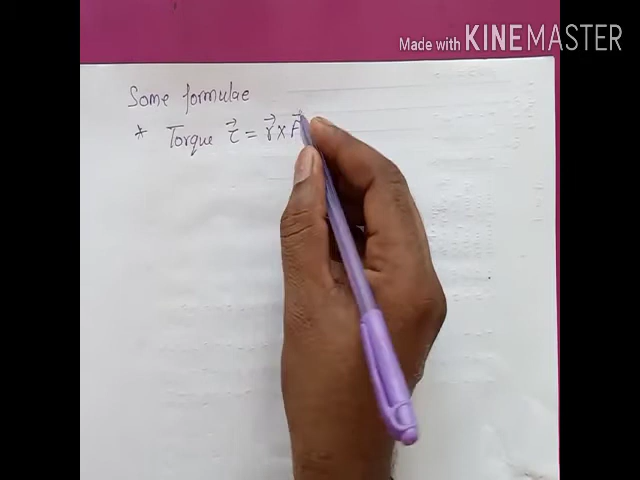 Made with KINEMASTER
Some formulae
* Torque τ⃗ = r⃗ × F⃗